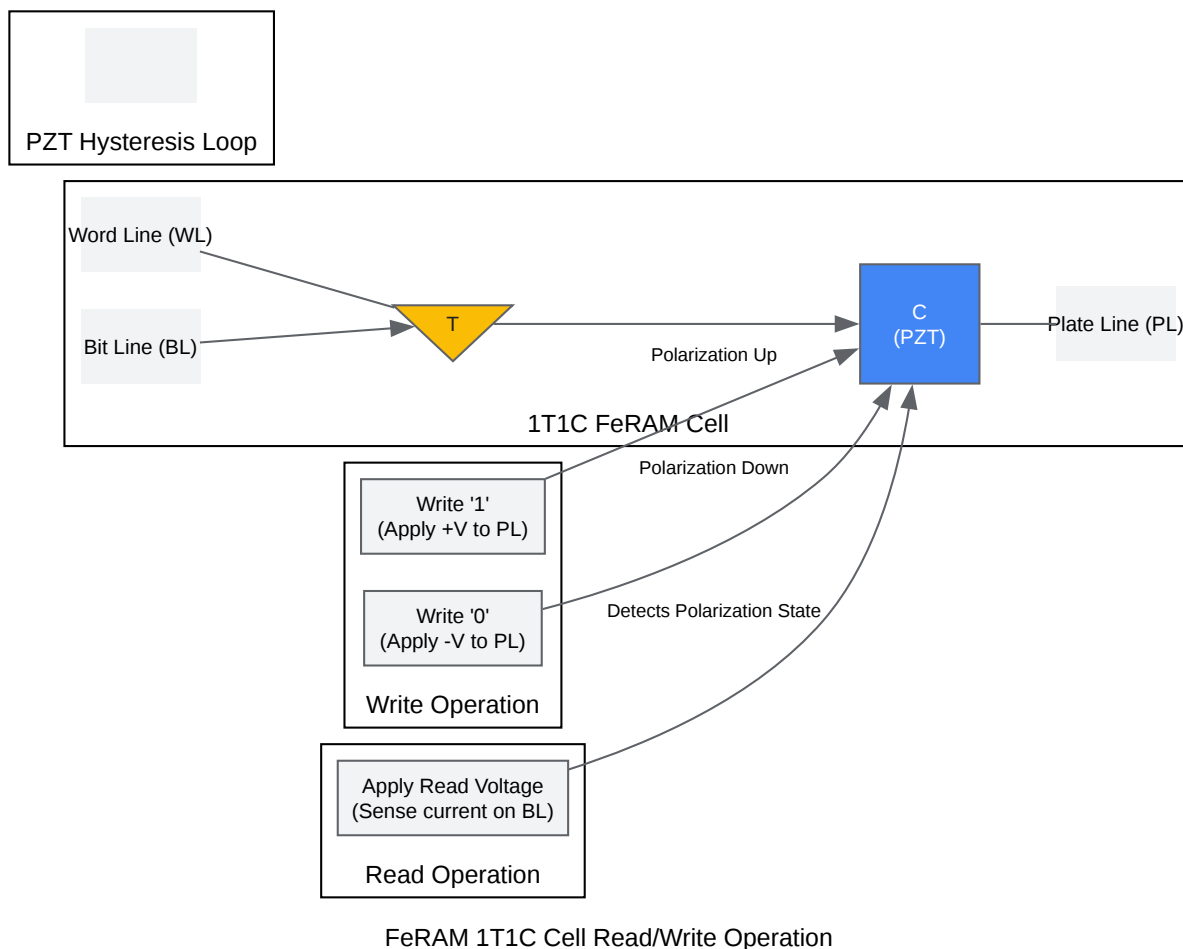 PZT Hysteresis Loop
Word Line (WL)
Bit Line (BL)
T
C
(PZT)
Plate Line (PL)
Polarization Up
1T1C FeRAM Cell
Polarization Down
Write '1'
(Apply +V to PL)
Write '0'
(Apply -V to PL)
Detects Polarization State
Write Operation
Apply Read Voltage
(Sense current on BL)
Read Operation
FeRAM 1T1C Cell Read/Write Operation